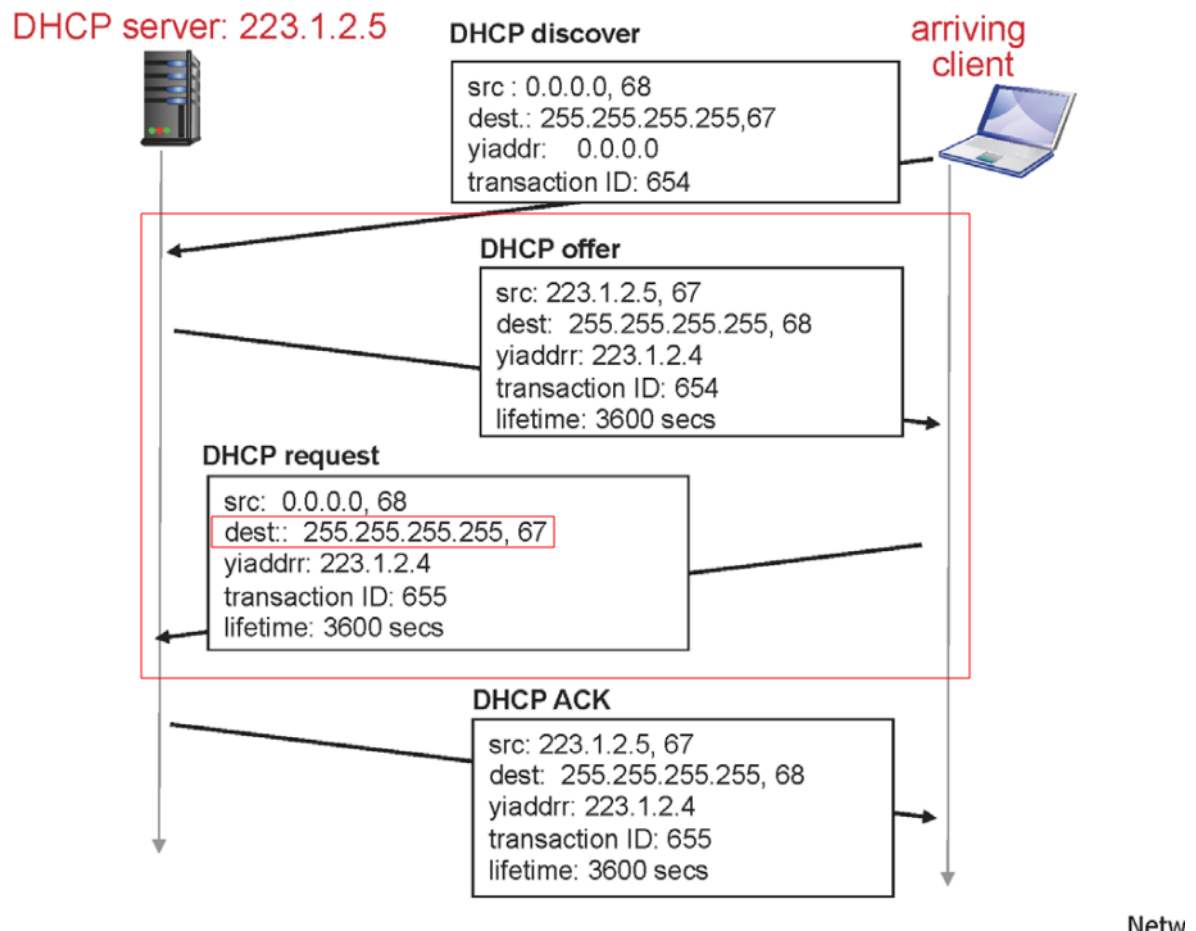 DHCP server: 223.1.2.5
arriving
client
DHCP discover
src : 0.0.0.0, 68
dest.: 255.255.255.255,67
yiaddr: 0.0.0.0
transaction ID: 654
DHCP offer
src: 223.1.2.5, 67
dest: 255.255.255.255, 68
yiaddrr: 223.1.2.4
transaction ID: 654
lifetime: 3600 secs
DHCP request
src: 0.0.0.0, 68
dest:: 255.255.255.255, 67
yiaddrr: 223.1.2.4
transaction ID: 655
lifetime: 3600 secs
DHCP ACK
src: 223.1.2.5, 67
dest: 255.255.255.255, 68
yiaddrr: 223.1.2.4
transaction ID: 655
lifetime: 3600 secs
Netw